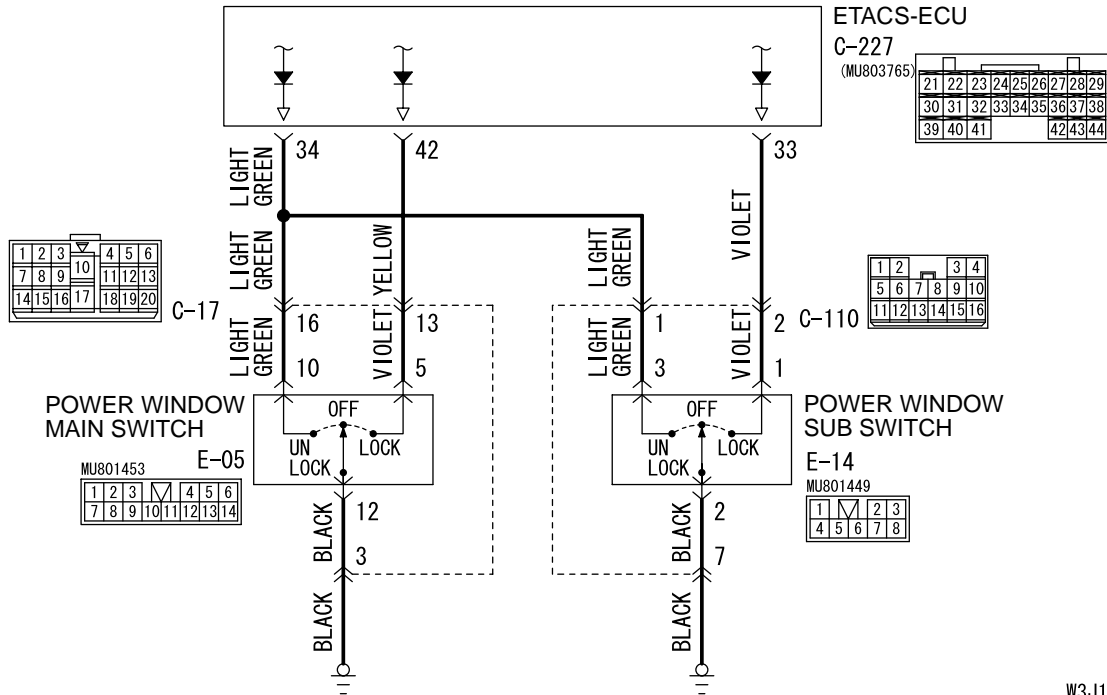 ETACS-ECU
C-227
(MU803765)
21 22 23 24 25 26 27 28 29
30 31 32 33 34 35 36 37 38
39 40 41 42 43 44
34
42
33
LIGHT GREEN
LIGHT GREEN
YELLOW
LIGHT GREEN
VIOLET
1 2 3 4 5 6
7 8 9 10 11 12 13
14 15 16 17 18 19 20
C-17
16
13
1
2
C-110
1 2 3 4
5 6 7 8 9 10
11 12 13 14 15 16
LIGHT GREEN
VIOLET
LIGHT GREEN
VIOLET
10
5
3
1
POWER WINDOW
MAIN SWITCH
E-05
MU801453
1 2 3 4 5 6
7 8 9 10 11 12 13 14
OFF
UN
LOCK
LOCK
OFF
UN
LOCK
LOCK
POWER WINDOW
SUB SWITCH
E-14
MU801449
1 2 3
4 5 6 7 8
BLACK
12
3
BLACK
BLACK
2
7
BLACK
W3J1